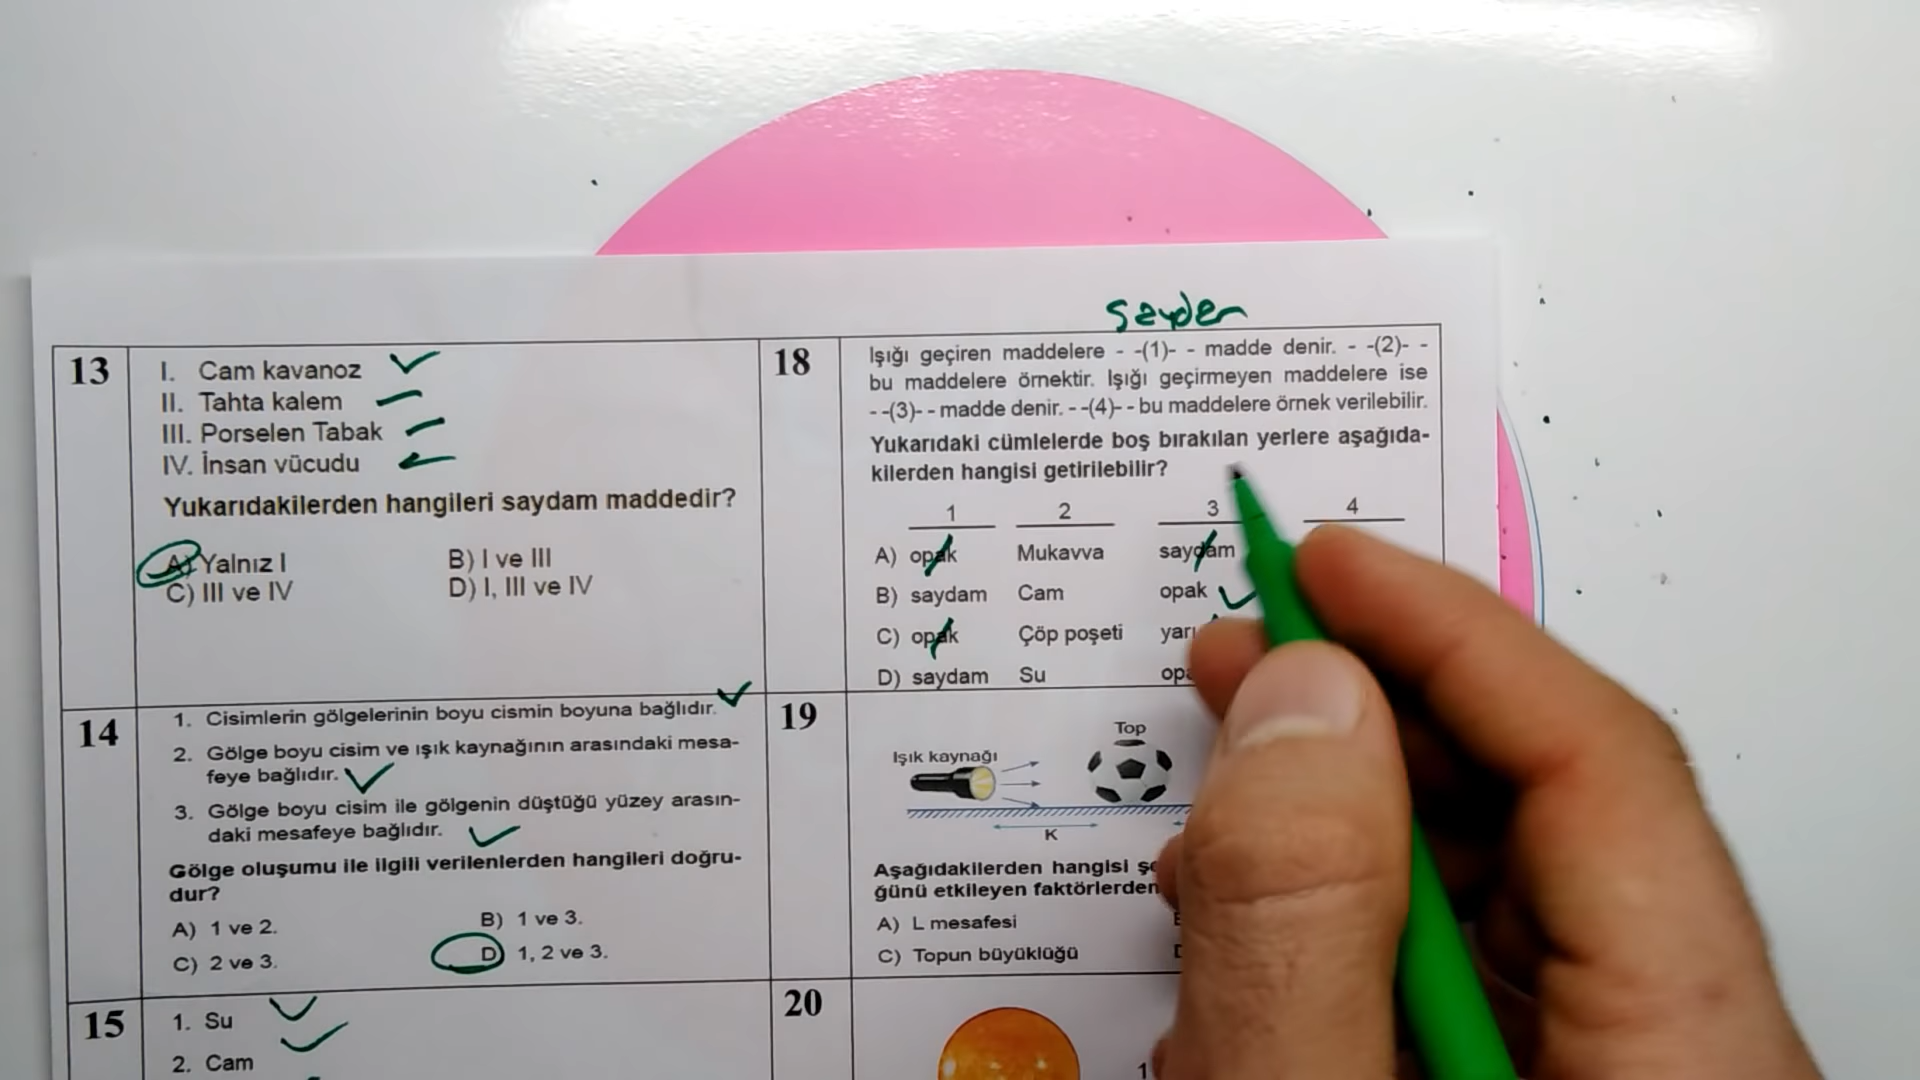 13
I. Cam kavanoz
II. Tahta kalem
III. Porselen Tabak
IV. İnsan vücudu
Yukarıdakilerden hangileri saydam maddedir?
A) Yalnız I B) I ve III
C) III ve IV D) I, III ve IV
14
1. Cisimlerin gölgelerinin boyu cismin boyuna bağlıdır.
2. Gölge boyu cisim ve ışık kaynağının arasındaki mesa-
feye bağlıdır.
3. Gölge boyu cisim ile gölgenin düştüğü yüzey arasın-
daki mesafeye bağlıdır.
Gölge oluşumu ile ilgili verilenlerden hangileri doğru-
dur?
A) 1 ve 2. B) 1 ve 3.
C) 2 ve 3. D) 1, 2 ve 3.
15
1. Su
2. Cam
18
Işığı geçiren maddelere - -(1)- - madde denir. - -(2)- -
bu maddelere örnektir. Işığı geçirmeyen maddelere ise
- -(3)- - madde denir. - -(4)- - bu maddelere örnek verilebilir.
Yukarıdaki cümlelerde boş bırakılan yerlere aşağıda-
kilerden hangisi getirilebilir?
1 2 3 4
A) opak Mukavva saydam
B) saydam Cam opak
C) opak Çöp poşeti yarı
D) saydam Su
19
Top
Işık kaynağı
K
Aşağıdakilerden hangisi
ğünü etkileyen faktörlerden
A) L mesafesi
C) Topun büyüklüğü
20
1